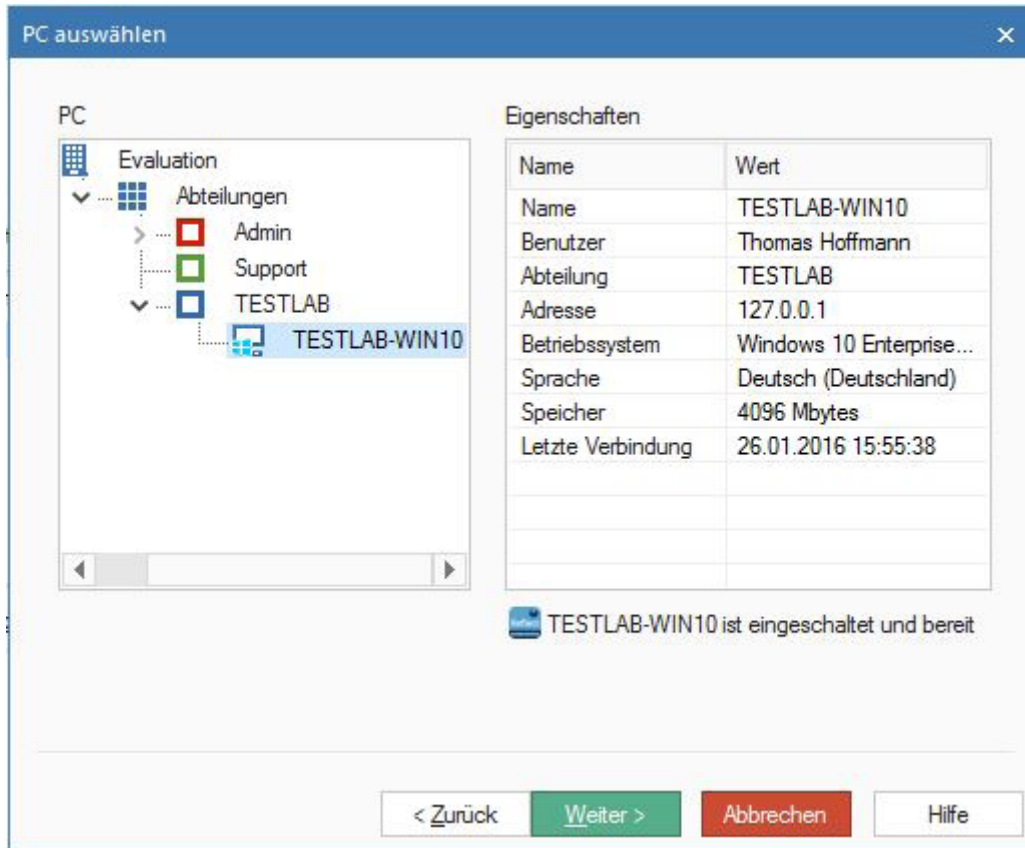 PC auswählen
PC
Evaluation
Abteilungen
Admin
Support
TESTLAB
TESTLAB-WIN10
Eigenschaften
Name Wert
Name TESTLAB-WIN10
Benutzer Thomas Hoffmann
Abteilung TESTLAB
Adresse 127.0.0.1
Betriebssystem Windows 10 Enterprise...
Sprache Deutsch (Deutschland)
Speicher 4096 Mbytes
Letzte Verbindung 26.01.2016 15:55:38
TESTLAB-WIN10 ist eingeschaltet und bereit
< Zurück Weiter > Abbrechen Hilfe